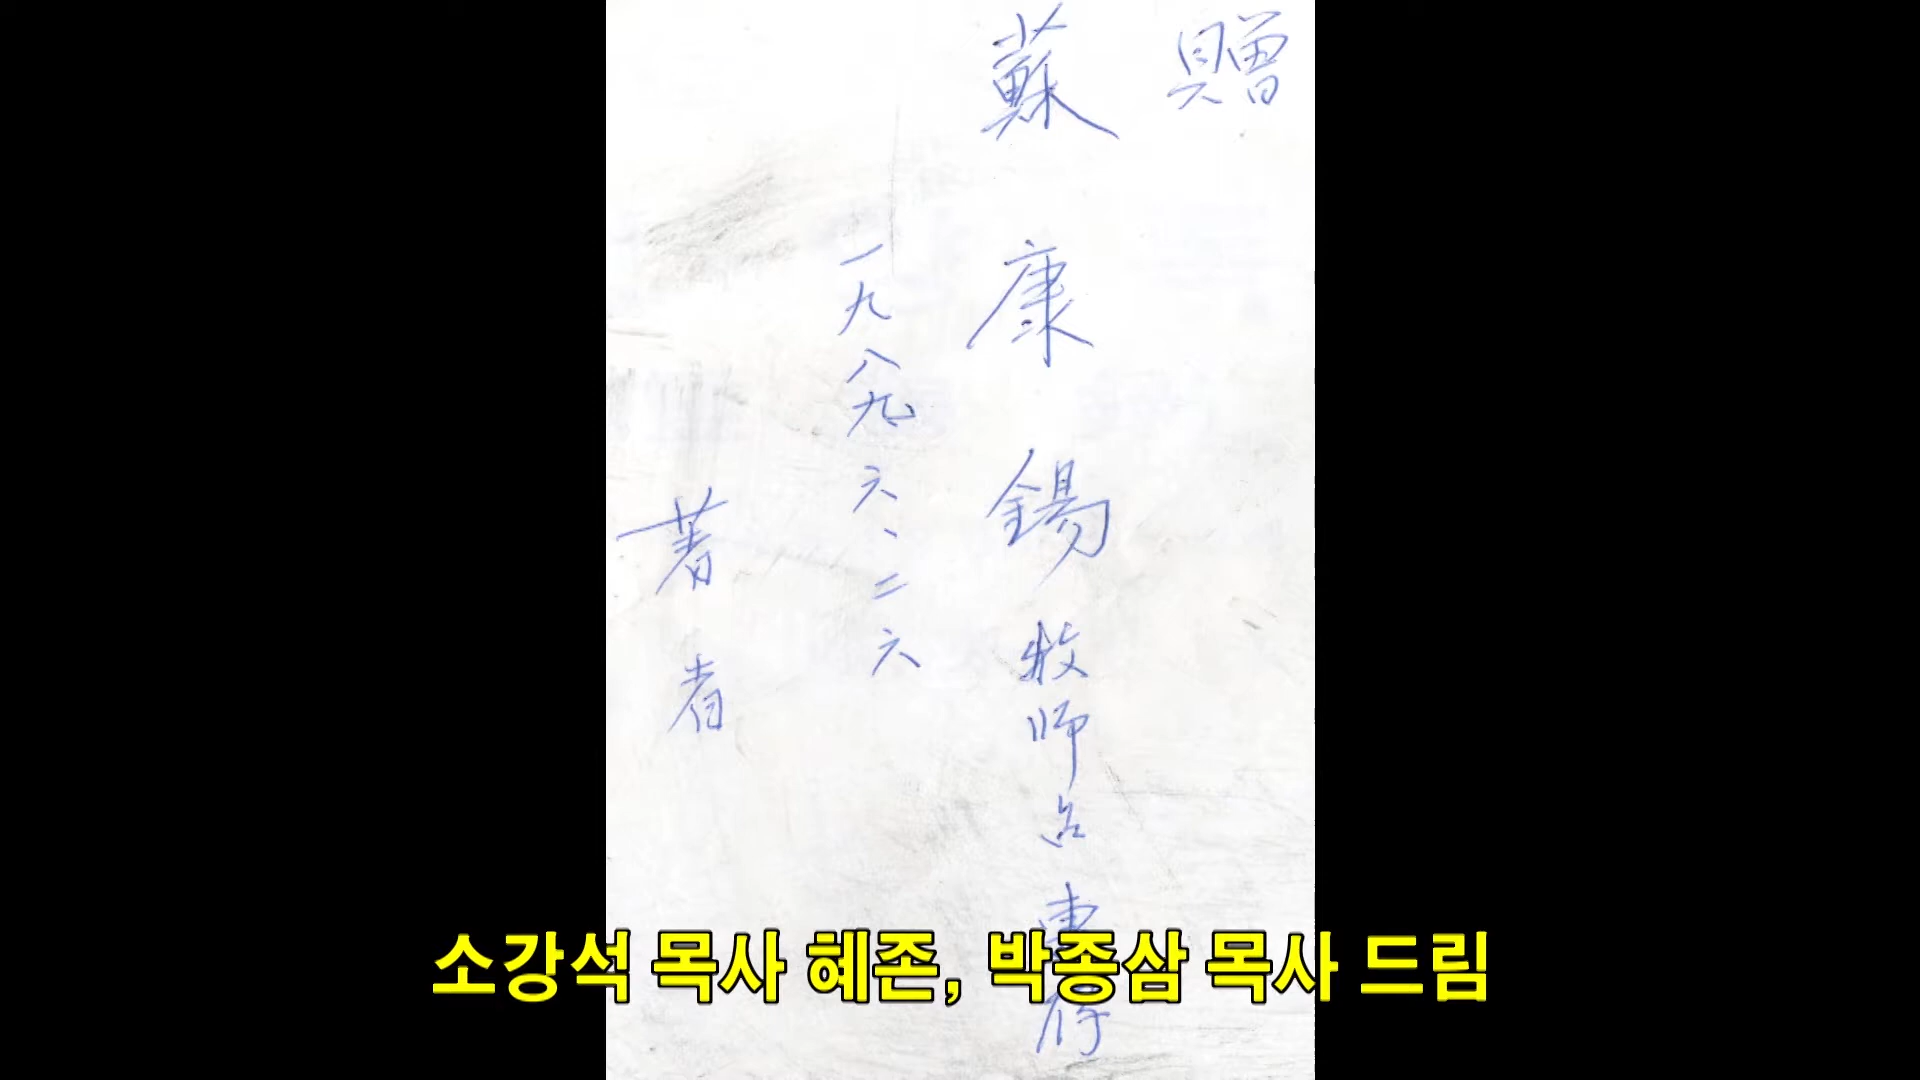 贈
蘇康錫 牧師 惠存
一九八九 六、二六
著者
소강석 목사 혜존, 박종삼 목사 드림